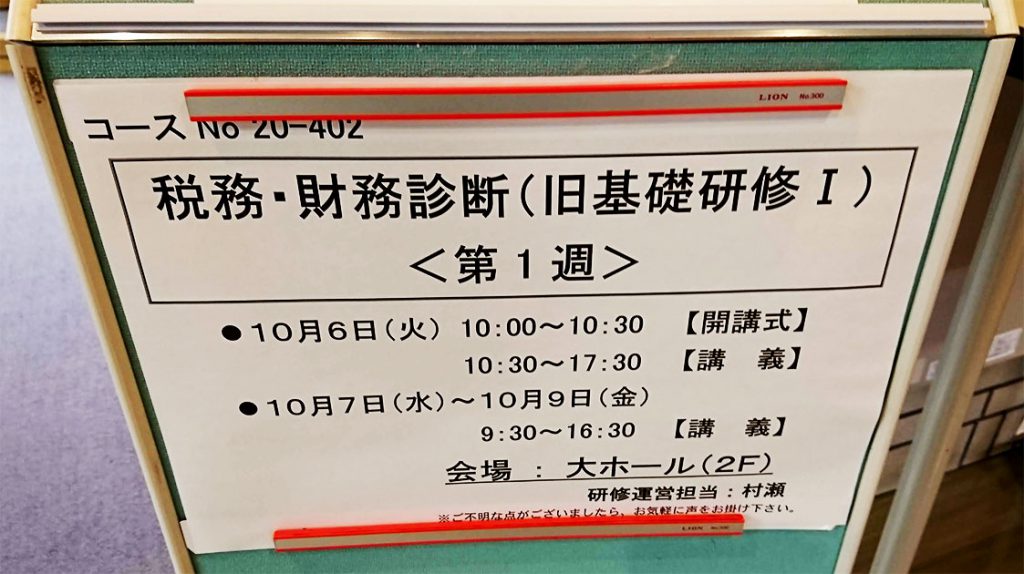 LION No.300
コース No 20-402
税務・財務診断(旧基礎研修Ⅰ)
<第1週>
●10月6日(火) 10:00～10:30 【開講式】
10:30～17:30 【講 義】
●10月7日(水)～10月9日(金)
9:30～16:30 【講 義】
会場 : 大ホール(2F)
研修運営担当:村瀬
※ご不明な点がございましたら、お気軽に声をお掛け下さい。
LION No.300